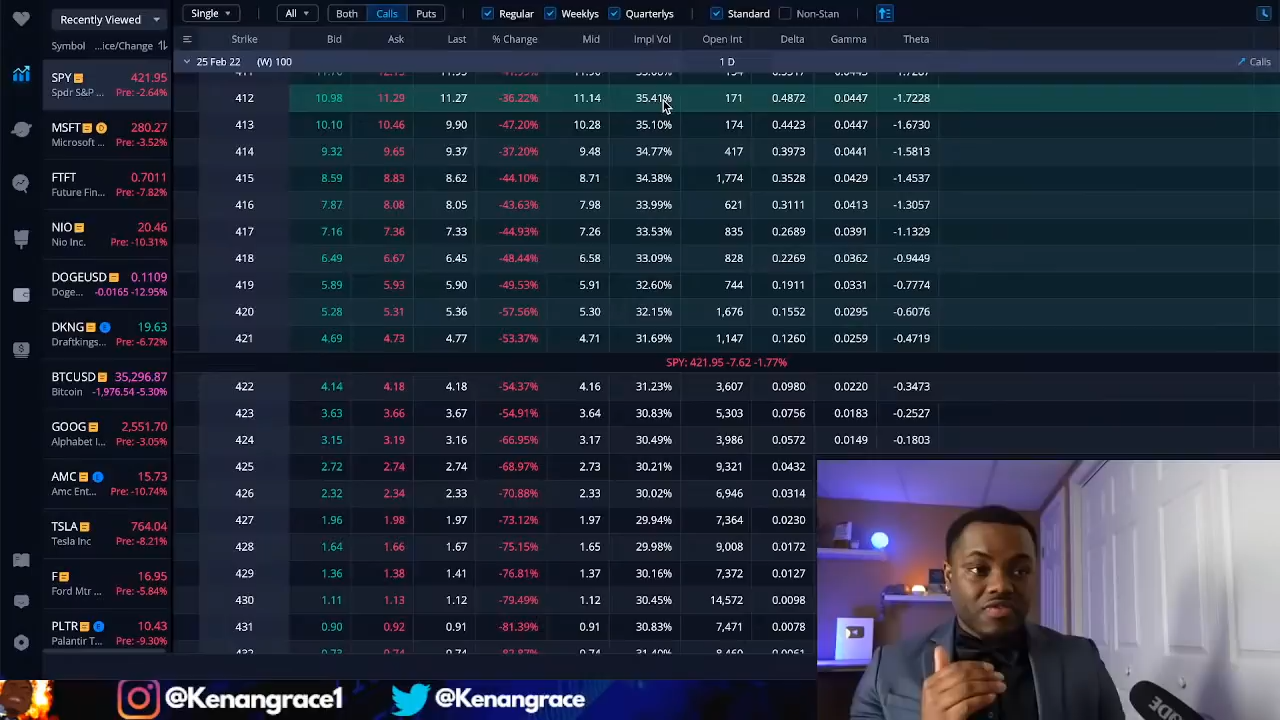 Recently Viewed
Single
All
Both
Calls
Puts
Regular
Weeklys
Quarterlys
Standard
Non-Stan
Symbol ...ice/Change
Strike Bid Ask Last % Change Mid Impl Vol Open Int Delta Gamma Theta
25 Feb 22 (W) 100 1 D Calls
412 10.98 11.29 11.27 -36.22% 11.14 35.41% 171 0.4872 0.0447 -1.7228
413 10.10 10.46 9.90 -47.20% 10.28 35.10% 174 0.4423 0.0447 -1.6730
414 9.32 9.65 9.37 -37.20% 9.48 34.77% 417 0.3973 0.0441 -1.5813
415 8.59 8.83 8.62 -44.10% 8.71 34.38% 1,774 0.3528 0.0429 -1.4537
416 7.87 8.08 8.05 -43.63% 7.98 33.99% 621 0.3111 0.0413 -1.3057
417 7.16 7.36 7.33 -44.93% 7.26 33.53% 835 0.2689 0.0391 -1.1329
418 6.49 6.67 6.45 -48.44% 6.58 33.09% 828 0.2269 0.0362 -0.9449
419 5.89 5.93 5.90 -49.53% 5.91 32.60% 744 0.1911 0.0331 -0.7774
420 5.28 5.31 5.36 -57.56% 5.30 32.15% 1,676 0.1552 0.0295 -0.6076
421 4.69 4.73 4.77 -53.37% 4.71 31.69% 1,147 0.1260 0.0259 -0.4719
SPY: 421.95 -7.62 -1.77%
422 4.14 4.18 4.18 -54.37% 4.16 31.23% 3,607 0.0980 0.0220 -0.3473
423 3.63 3.66 3.67 -54.91% 3.64 30.83% 5,303 0.0756 0.0183 -0.2527
424 3.15 3.19 3.16 -66.95% 3.17 30.49% 3,986 0.0572 0.0149 -0.1803
425 2.72 2.74 2.74 -68.97% 2.73 30.21% 9,321 0.0432
426 2.32 2.34 2.33 -70.88% 2.33 30.02% 6,946 0.0314
427 1.96 1.98 1.97 -73.12% 1.97 29.94% 7,364 0.0230
428 1.64 1.66 1.67 -75.15% 1.65 29.98% 9,008 0.0172
429 1.36 1.38 1.41 -76.81% 1.37 30.16% 7,372 0.0127
430 1.11 1.13 1.12 -79.49% 1.12 30.45% 14,572 0.0098
431 0.90 0.92 0.91 -81.39% 0.91 30.83% 7,471 0.0078
SPY 421.95
Spdr S&P ... Pre: -2.64%
MSFT 280.27
Microsoft ... Pre: -3.52%
FTFT 0.7011
Future Fin... Pre: -7.82%
NIO 20.46
Nio Inc. Pre: -10.31%
DOGEUSD 0.1109
Doge... -0.0165 -12.95%
DKNG 19.63
Draftkings... Pre: -6.72%
BTCUSD 35,296.87
Bitcoin -1,976.54 -5.30%
GOOG 2,551.70
Alphabet I... Pre: -3.05%
AMC 15.73
Amc Ent... Pre: -10.74%
TSLA 764.04
Tesla Inc Pre: -8.21%
F 16.95
Ford Mtr ... Pre: -5.84%
PLTR 10.43
Palantir T... Pre: -9.30%
@Kenangrace1
@Kenangrace